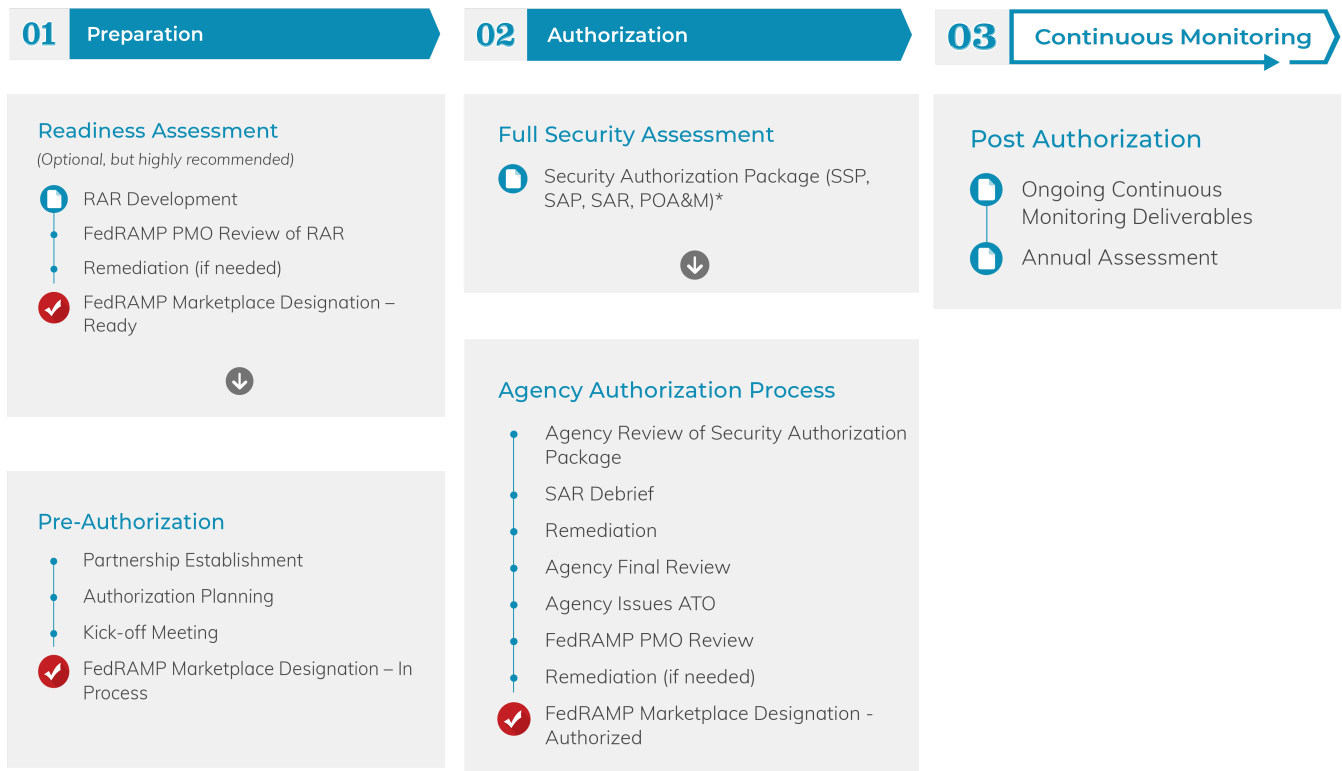 01 Preparation
Readiness Assessment
(Optional, but highly recommended)
RAR Development
FedRAMP PMO Review of RAR
Remediation (if needed)
FedRAMP Marketplace Designation –
Ready
Pre-Authorization
Partnership Establishment
Authorization Planning
Kick-off Meeting
FedRAMP Marketplace Designation – In
Process
02 Authorization
Full Security Assessment
Security Authorization Package (SSP,
SAP, SAR, POA&M)*
Agency Authorization Process
Agency Review of Security Authorization
Package
SAR Debrief
Remediation
Agency Final Review
Agency Issues ATO
FedRAMP PMO Review
Remediation (if needed)
FedRAMP Marketplace Designation -
Authorized
03 Continuous Monitoring
Post Authorization
Ongoing Continuous
Monitoring Deliverables
Annual Assessment